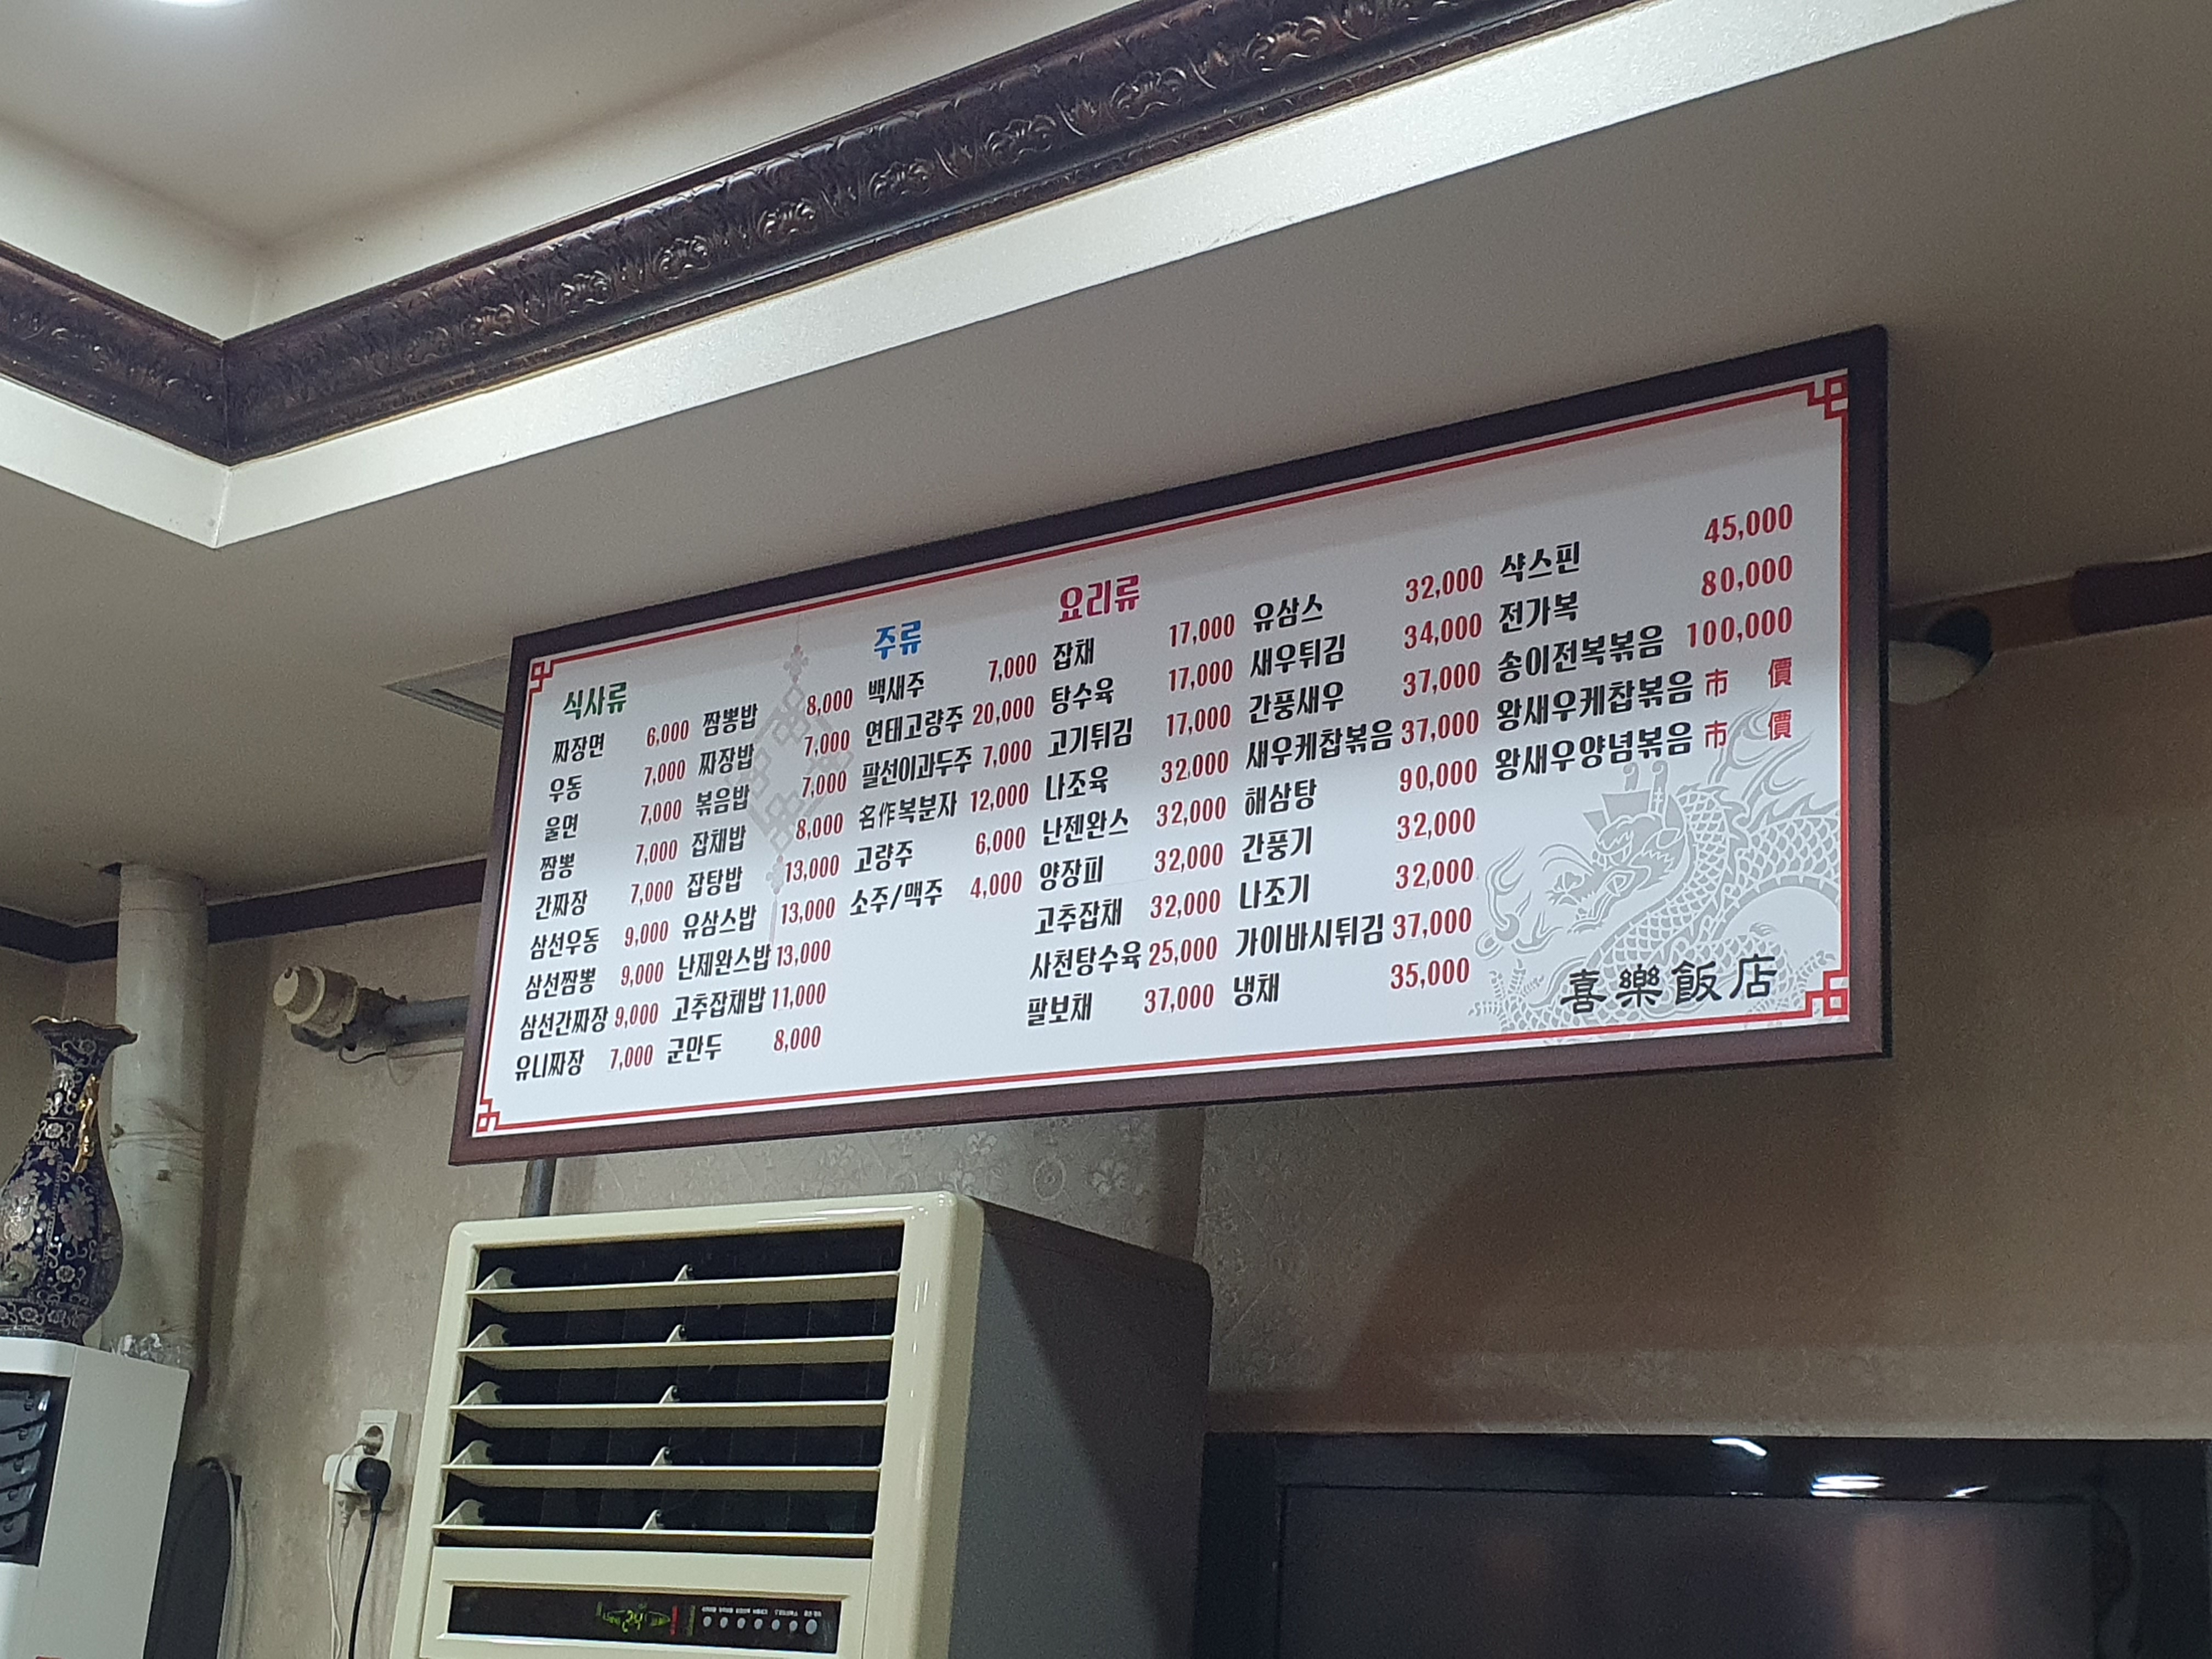 식사류
짜장면 6,000
우동 7,000
울면 7,000
짬뽕 7,000
간짜장 7,000
삼선우동 9,000
삼선짬뽕 9,000
삼선간짜장 9,000
유니짜장 7,000
짬뽕밥 8,000
짜장밥 7,000
볶음밥 7,000
잡채밥 8,000
잡탕밥 13,000
유삼스밥 13,000
난제완스밥 13,000
고추잡채밥 11,000
군만두 8,000
주류
백새주 7,000
연태고량주 20,000
팔선이과두주 7,000
名作복분자 12,000
고량주 6,000
소주/맥주 4,000
요리류
잡채 17,000
탕수육 17,000
고기튀김 17,000
나조육 32,000
난젠완스 32,000
양장피 32,000
고추잡채 32,000
사천탕수육 25,000
팔보채 37,000
유삼스 32,000
새우튀김 34,000
간풍새우 37,000
새우케찹볶음 37,000
해삼탕 90,000
간풍기 32,000
나조기 32,000
가이바시튀김 37,000
냉채 35,000
샥스핀 45,000
전가복 80,000
송이전복볶음 100,000
왕새우케찹볶음 市 價
왕새우양념볶음 市 價
喜樂飯店
24